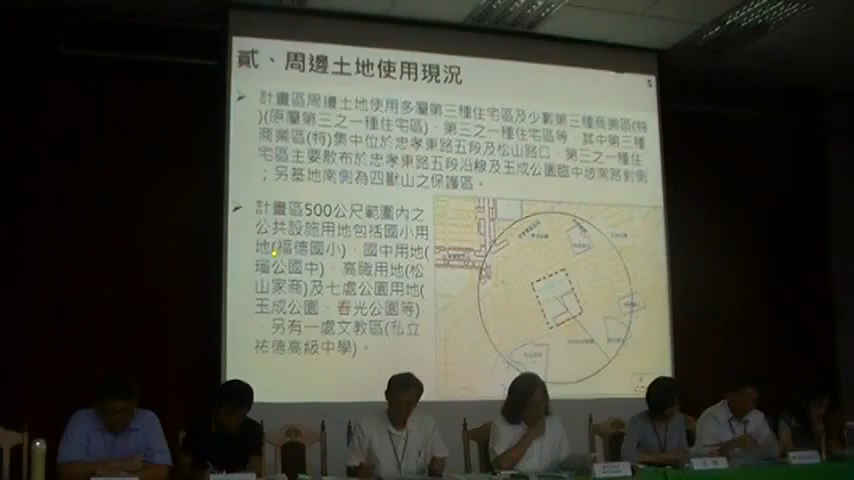 貳、周邊土地使用現況
5
計畫區周邊土地使用多屬第三種住宅區及少數第三種商業區(特
)(原屬第三之一種住宅區)、第三之一種住宅區等，其中第三種
商業區(特)集中位於忠孝東路五段及松山路口，第三之一種住
宅區主要散布於忠孝東路五段沿線及玉成公園臨中坡南路對側
；另基地南側為四獸山之保護區。
計畫區500公尺範圍內之
公共設施用地包括國小用
地(福德國小)、國中用地(
瑠公國中)、高職用地(松
山家商)及七處公園用地(
玉成公園、春光公園等)
，另有一處文教區(私立
祐德高級中學)。